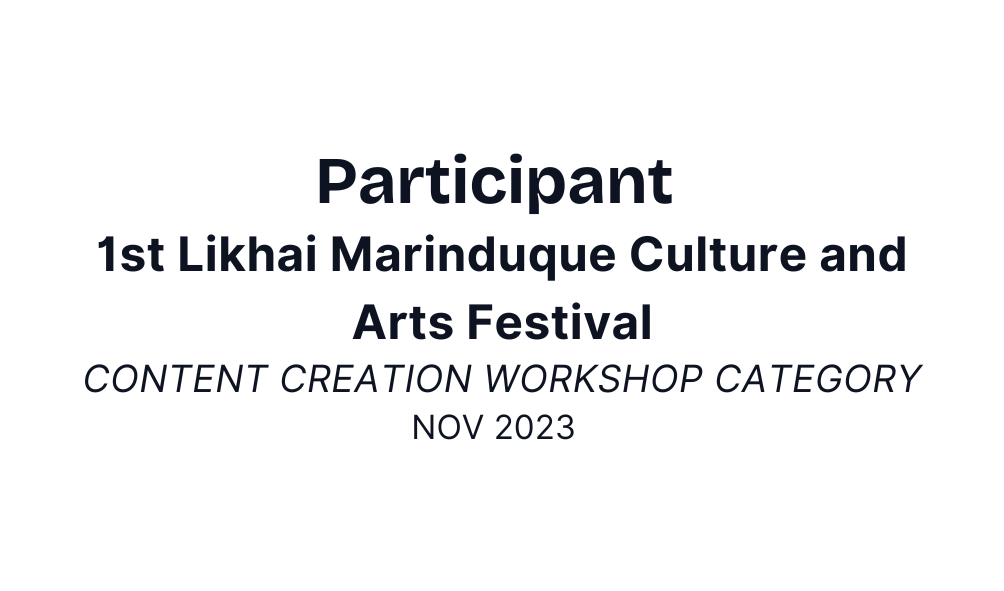 Participant
1st Likhai Marinduque Culture and
Arts Festival
CONTENT CREATION WORKSHOP CATEGORY
NOV 2023